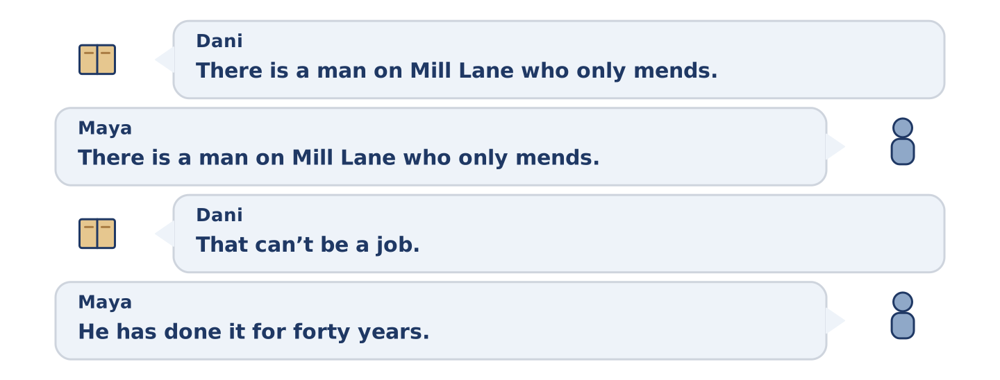 Dani
There is a man on Mill Lane who only mends.
Maya
There is a man on Mill Lane who only mends.
Dani
That can’t be a job.
Maya
He has done it for forty years.